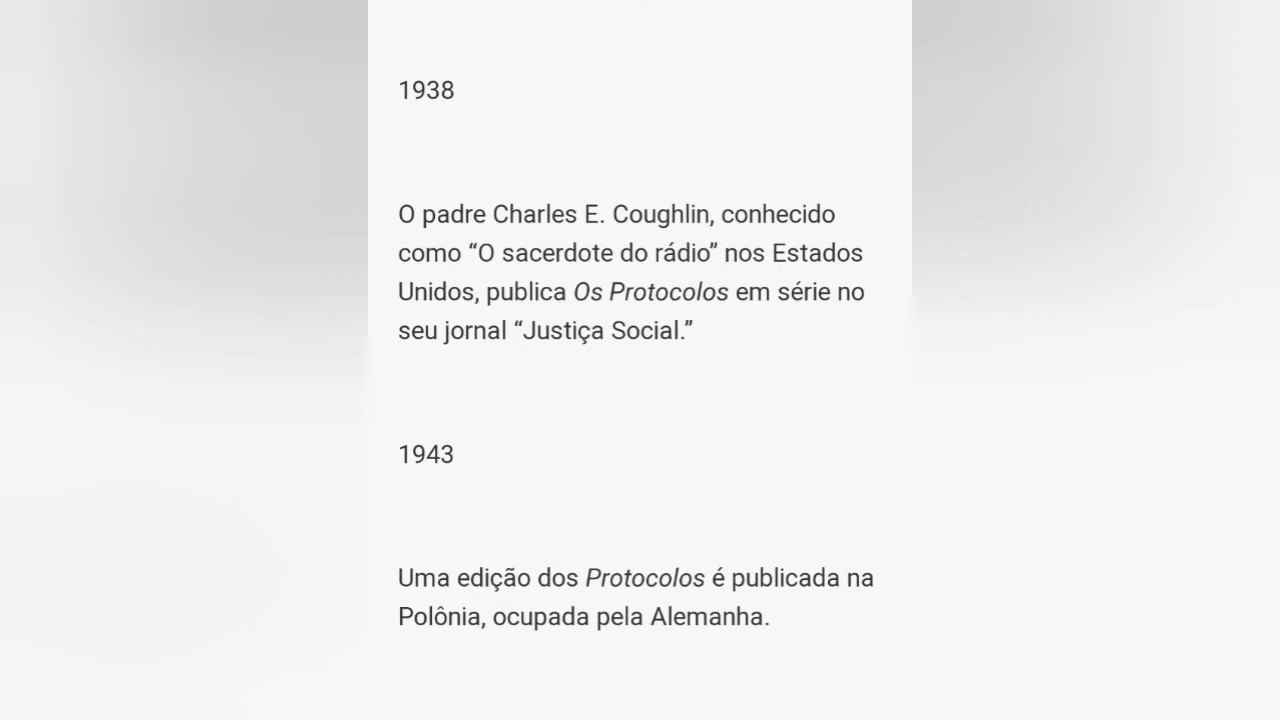 1938
O padre Charles E. Coughlin, conhecido
como “O sacerdote do rádio” nos Estados
Unidos, publica Os Protocolos em série no
seu jornal “Justiça Social.”
1943
Uma edição dos Protocolos é publicada na
Polônia, ocupada pela Alemanha.